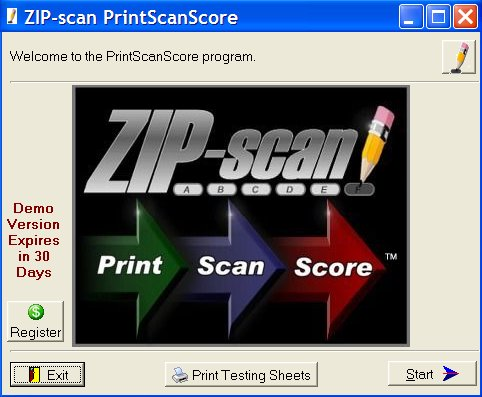 ZIP-scan PrintScanScore
Welcome to the PrintScanScore program.
ZIP-scan
A B C D E F
Print Scan Score ™
Demo
Version
Expires
in 30
Days
$
Register
Exit
Print Testing Sheets
Start